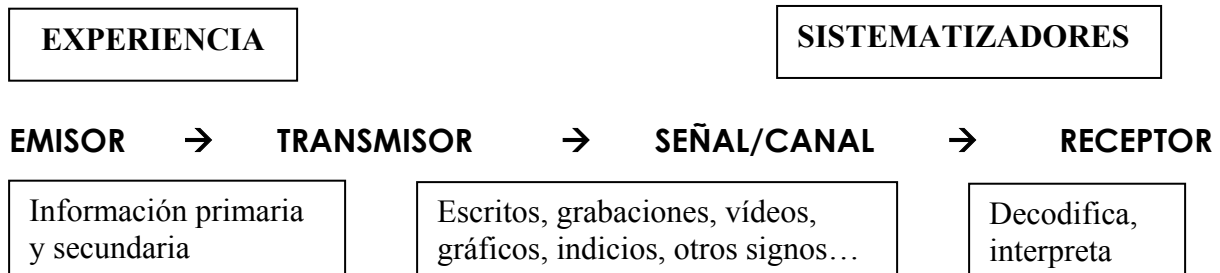 EXPERIENCIA
SISTEMATIZADORES
EMISOR → TRANSMISOR → SEÑAL/CANAL → RECEPTOR
Información primaria
y secundaria
Escritos, grabaciones, vídeos,
gráficos, indicios, otros signos…
Decodifica,
interpreta